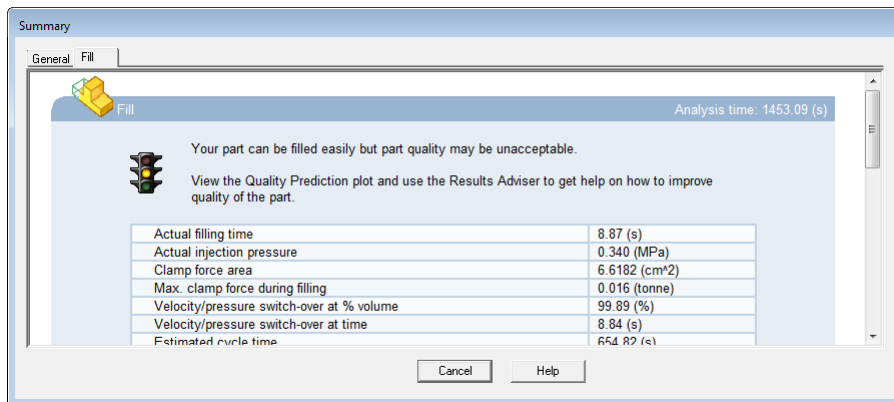 Summary
General Fill
Fill Analysis time: 1453.09 (s)
Your part can be filled easily but part quality may be unacceptable.
View the Quality Prediction plot and use the Results Adviser to get help on how to improve
quality of the part.
Actual filling time 8.87 (s)
Actual injection pressure 0.340 (MPa)
Clamp force area 6.6182 (cm^2)
Max. clamp force during filling 0.016 (tonne)
Velocity/pressure switch-over at % volume 99.89 (%)
Velocity/pressure switch-over at time 8.84 (s)
Estimated cycle time 654.82 (s)
Cancel Help